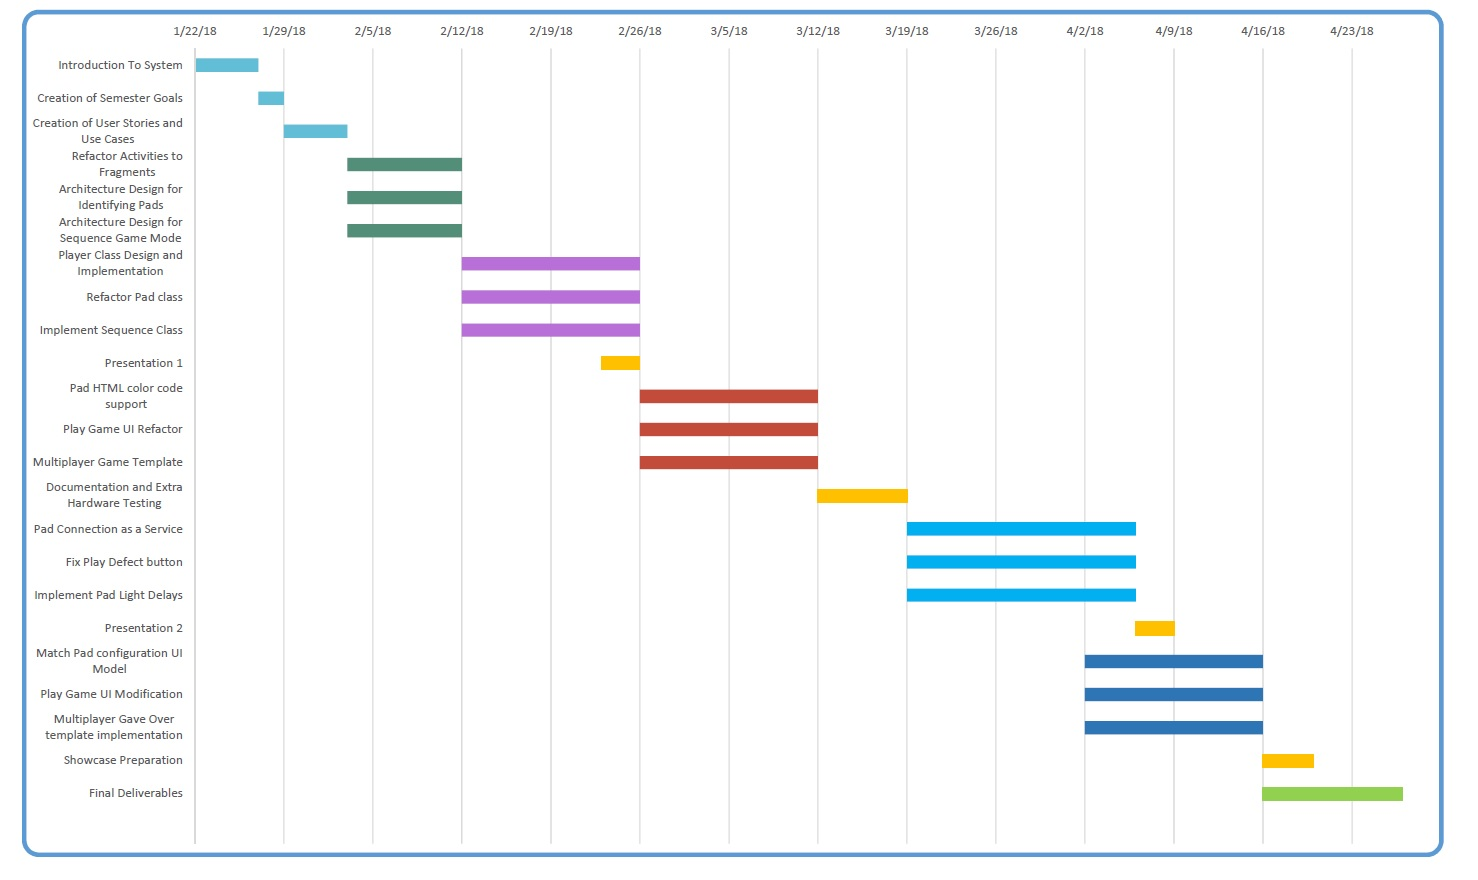 1/22/18 1/29/18 2/5/18 2/12/18 2/19/18 2/26/18 3/5/18 3/12/18 3/19/18 3/26/18 4/2/18 4/9/18 4/16/18 4/23/18
Introduction To System
Creation of Semester Goals
Creation of User Stories and
Use Cases
Refactor Activities to
Fragments
Architecture Design for
Identifying Pads
Architecture Design for
Sequence Game Mode
Player Class Design and
Implementation
Refactor Pad class
Implement Sequence Class
Presentation 1
Pad HTML color code
support
Play Game UI Refactor
Multiplayer Game Template
Documentation and Extra
Hardware Testing
Pad Connection as a Service
Fix Play Defect button
Implement Pad Light Delays
Presentation 2
Match Pad configuration UI
Model
Play Game UI Modification
Multiplayer Gave Over
template implementation
Showcase Preparation
Final Deliverables